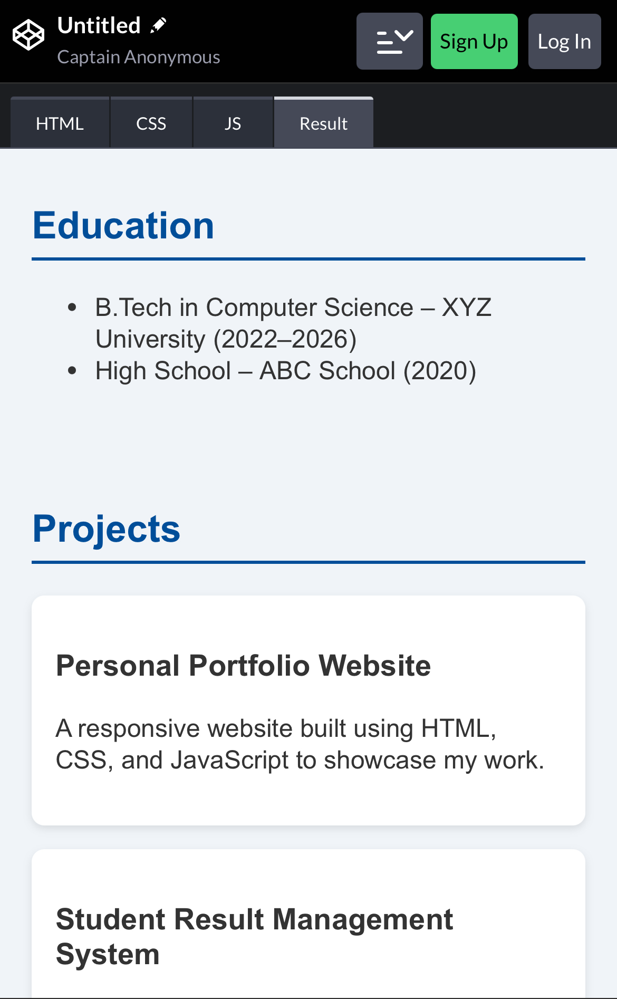 Untitled
Captain Anonymous
Sign Up
Log In
HTML
CSS
JS
Result
Education
• B.Tech in Computer Science – XYZ
University (2022–2026)
• High School – ABC School (2020)
Projects
Personal Portfolio Website
A responsive website built using HTML,
CSS, and JavaScript to showcase my work.
Student Result Management
System